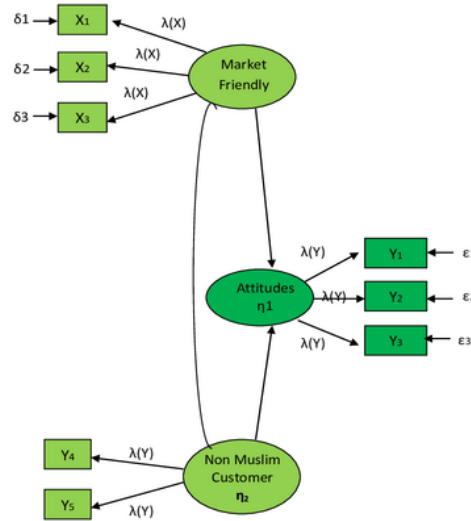 δ1
X₁
λ(X)
δ2
X₂
λ(X)
Market
Friendly
δ3
X₃
λ(X)
λ(Y)
Y₁
ε
Attitudes
η1
λ(Y)
Y₂
ε
λ(Y)
Y₃
ε3
Y₄
λ(Y)
Non Muslim
Customer
η₂
Y₅
λ(Y)